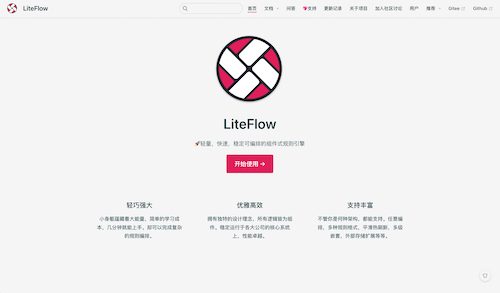 LiteFlow
首页
文档
问答
支持
更新记录
关于项目
加入社区讨论
用户
推荐
Gitee
Github
LiteFlow
轻量，快速，稳定可编排的组件式规则引擎
开始使用 →
轻巧强大
小身躯蕴藏着大能量，简单的学习成
本，几分钟就能上手，却可以完成复杂
的规则编排。
优雅高效
拥有独特的设计理念，所有逻辑皆为组
件。稳定运行于各大公司的核心系统
上，性能卓越。
支持丰富
不管你是何种架构，都能支持。任意编
排，多种规则格式，平滑热刷新，多级
嵌套，外部存储扩展等等。